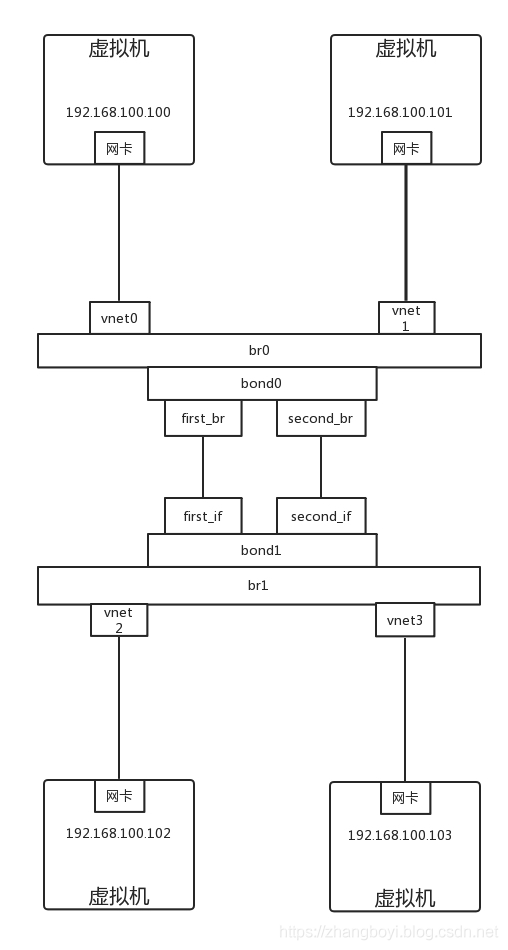 虚拟机
虚拟机
192.168.100.100
192.168.100.101
网卡
网卡
vnet0
vnet
1
br0
bond0
first_br
second_br
first_if
second_if
bond1
br1
vnet
2
vnet3
网卡
网卡
192.168.100.102
192.168.100.103
虚拟机
虚拟机
https://zhangboyi.blog.csdn.net